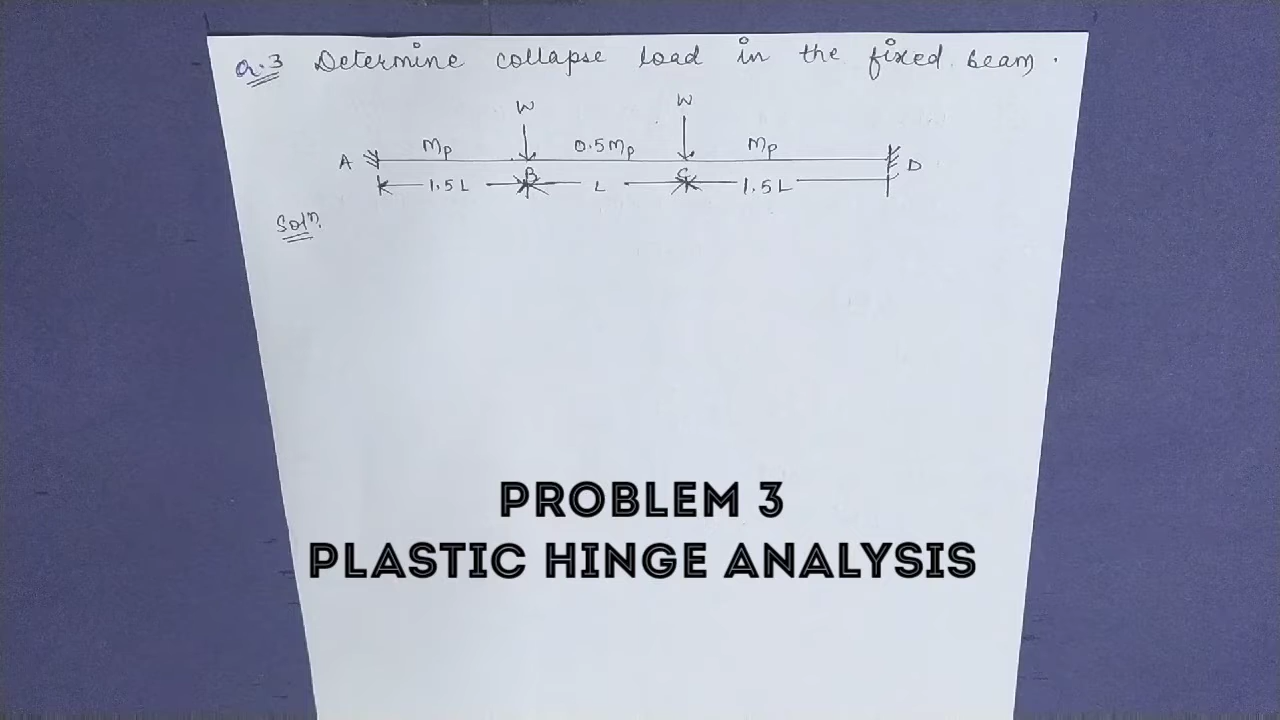 Q.3 Determine collapse load in the fixed beam.
W W
A Mp 0.5Mp Mp D
B C
1.5L L 1.5L
Solⁿ.
PROBLEM 3
PLASTIC HINGE ANALYSIS